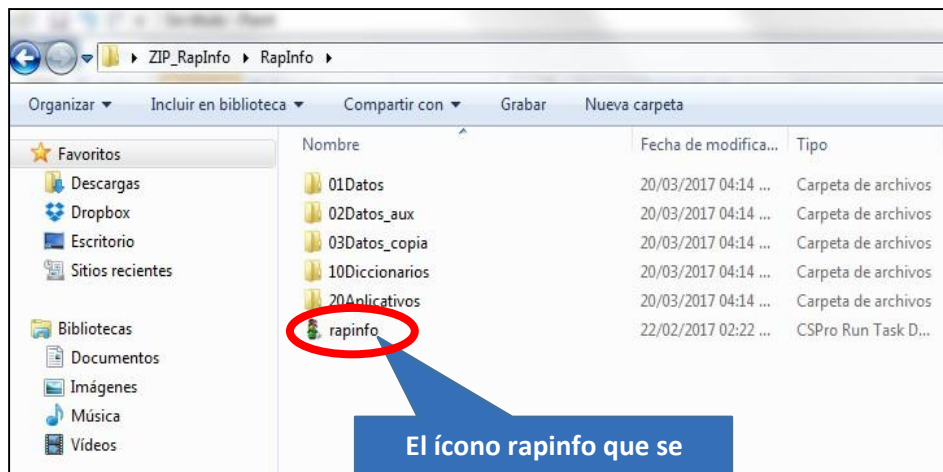 ZIP_RapInfo ▸ RapInfo ▸
Organizar ▾ Incluir en biblioteca ▾ Compartir con ▾ Grabar Nueva carpeta
Favoritos
Descargas
Dropbox
Escritorio
Sitios recientes
Bibliotecas
Documentos
Imágenes
Música
Vídeos
Nombre Fecha de modifica... Tipo
01Datos 20/03/2017 04:14 ... Carpeta de archivos
02Datos_aux 20/03/2017 04:14 ... Carpeta de archivos
03Datos_copia 20/03/2017 04:14 ... Carpeta de archivos
10Diccionarios 20/03/2017 04:14 ... Carpeta de archivos
20Aplicativos 20/03/2017 04:14 ... Carpeta de archivos
rapinfo 22/02/2017 02:22 ... CSPro Run Task D...
El ícono rapinfo que se